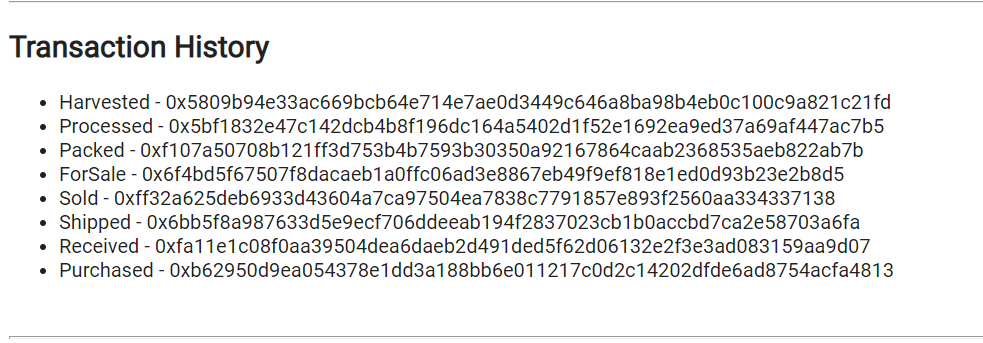 Transaction History
• Harvested - 0x5809b94e33ac669bcb64e714e7ae0d3449c646a8ba98b4eb0c100c9a821c21fd
• Processed - 0x5bf1832e47c142dcb4b8f196dc164a5402d1f52e1692ea9ed37a69af447ac7b5
• Packed - 0xf107a50708b121ff3d753b4b7593b30350a92167864caab2368535aeb822ab7b
• ForSale - 0x6f4bd5f67507f8dacaeb1a0ffc06ad3e8867eb49f9ef818e1ed0d93b23e2b8d5
• Sold - 0xff32a625deb6933d43604a7ca97504ea7838c7791857e893f2560aa334337138
• Shipped - 0x6bb5f8a987633d5e9ecf706ddeeab194f2837023cb1b0accbd7ca2e58703a6fa
• Received - 0xfa11e1c08f0aa39504dea6daeb2d491ded5f62d06132e2f3e3ad083159aa9d07
• Purchased - 0xb62950d9ea054378e1dd3a188bb6e011217c0d2c14202dfde6ad8754acfa4813